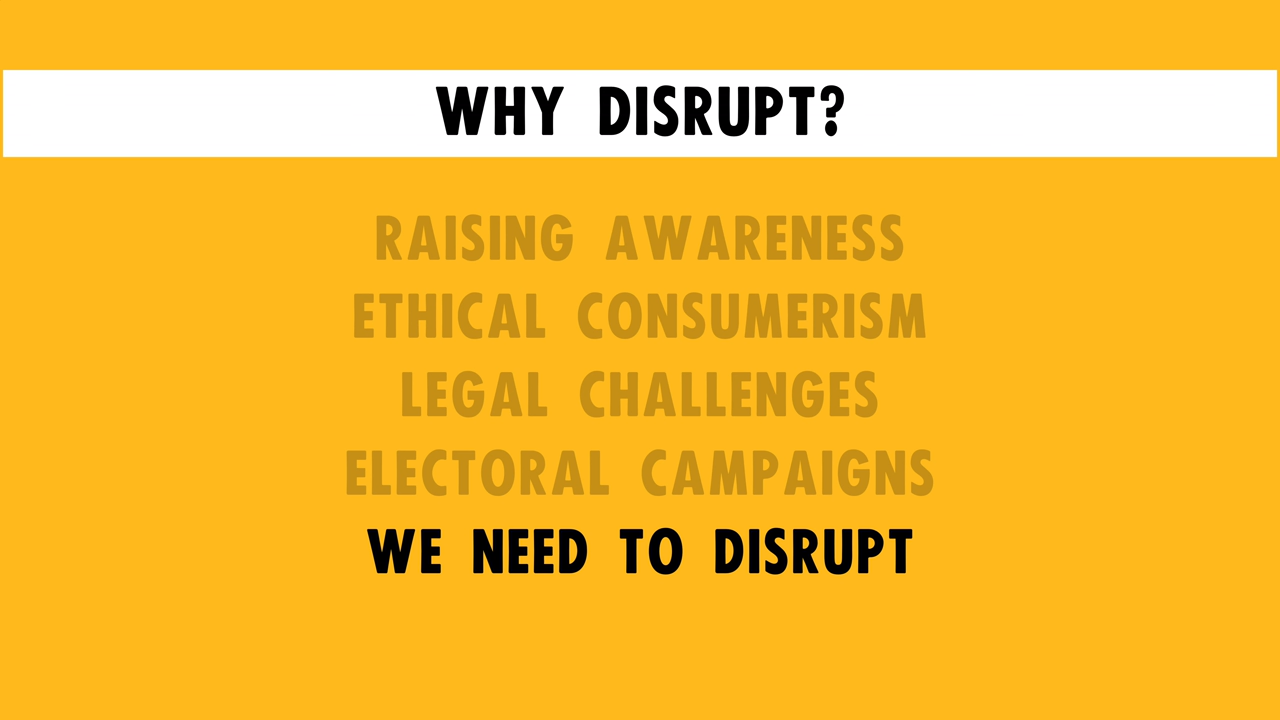 WHY DISRUPT?
RAISING AWARENESS
ETHICAL CONSUMERISM
LEGAL CHALLENGES
ELECTORAL CAMPAIGNS
WE NEED TO DISRUPT